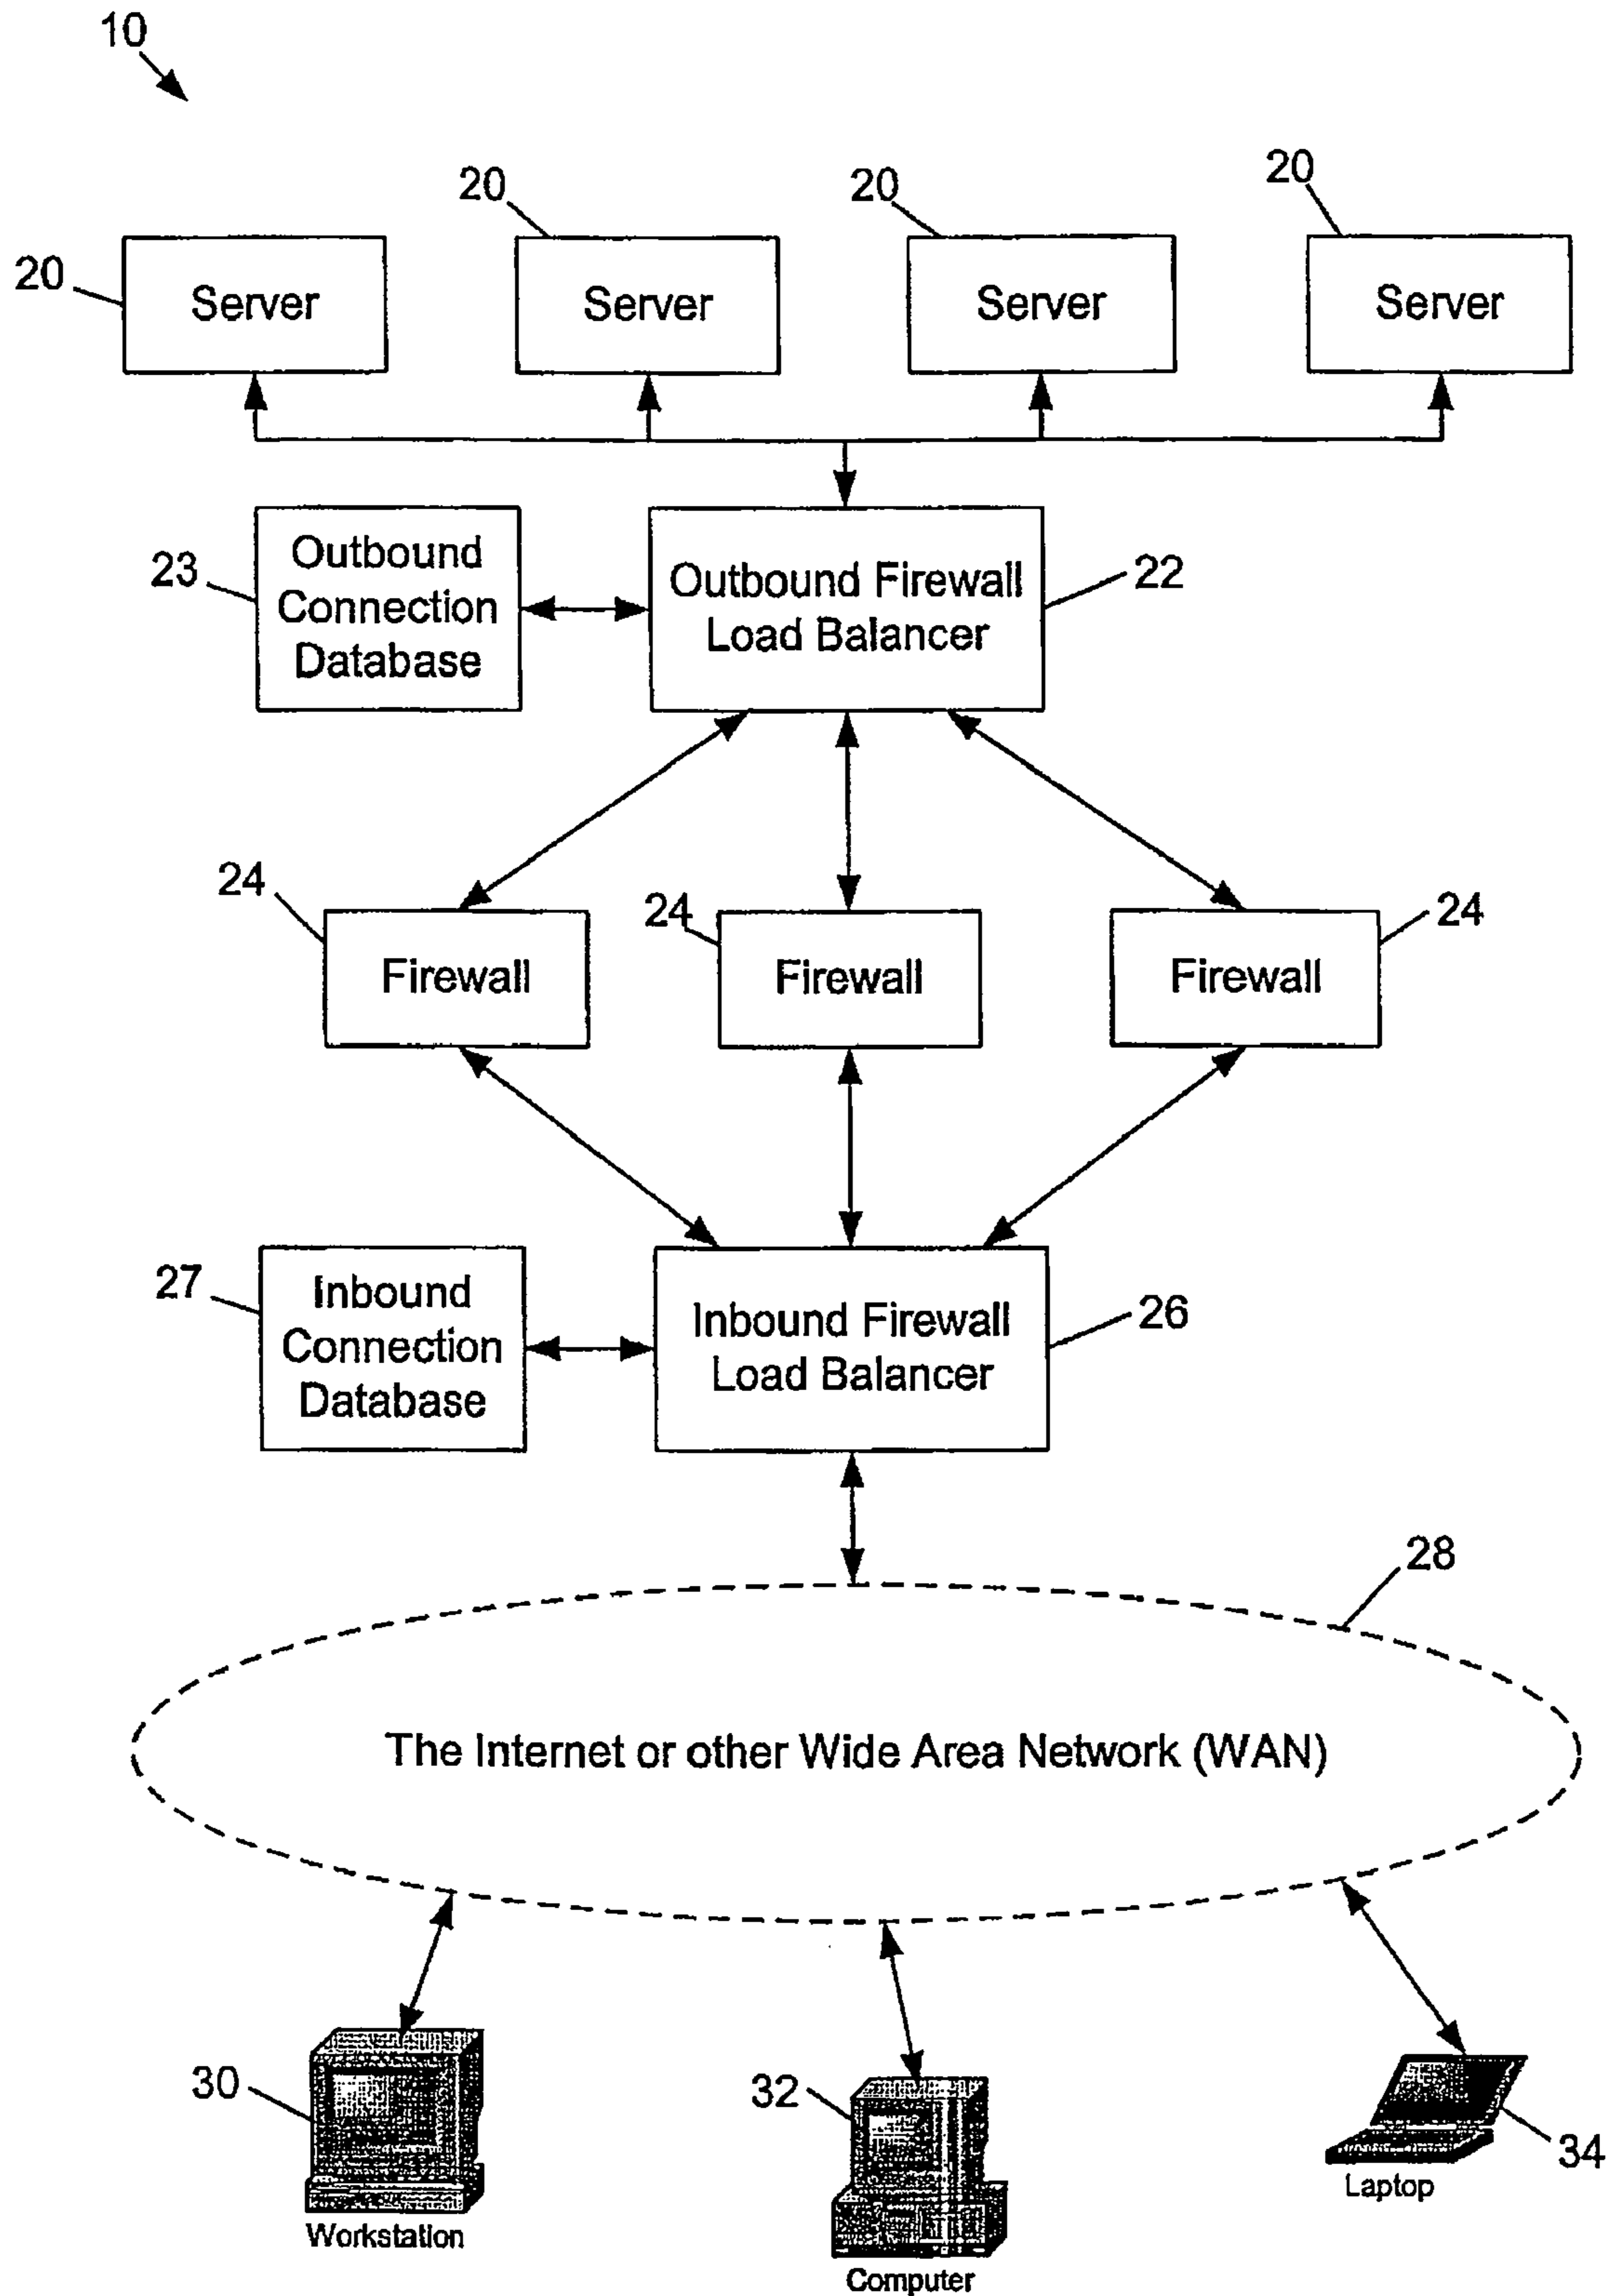 10
20
20
20
20
Server
Server
Server
Server
23
Outbound
Connection
Database
Outbound Firewall
Load Balancer
22
24
24
24
Firewall
Firewall
Firewall
27
Inbound
Connection
Database
Inbound Firewall
Load Balancer
26
28
The Internet or other Wide Area Network (WAN)
30
32
34
Workstation
Computer
Laptop